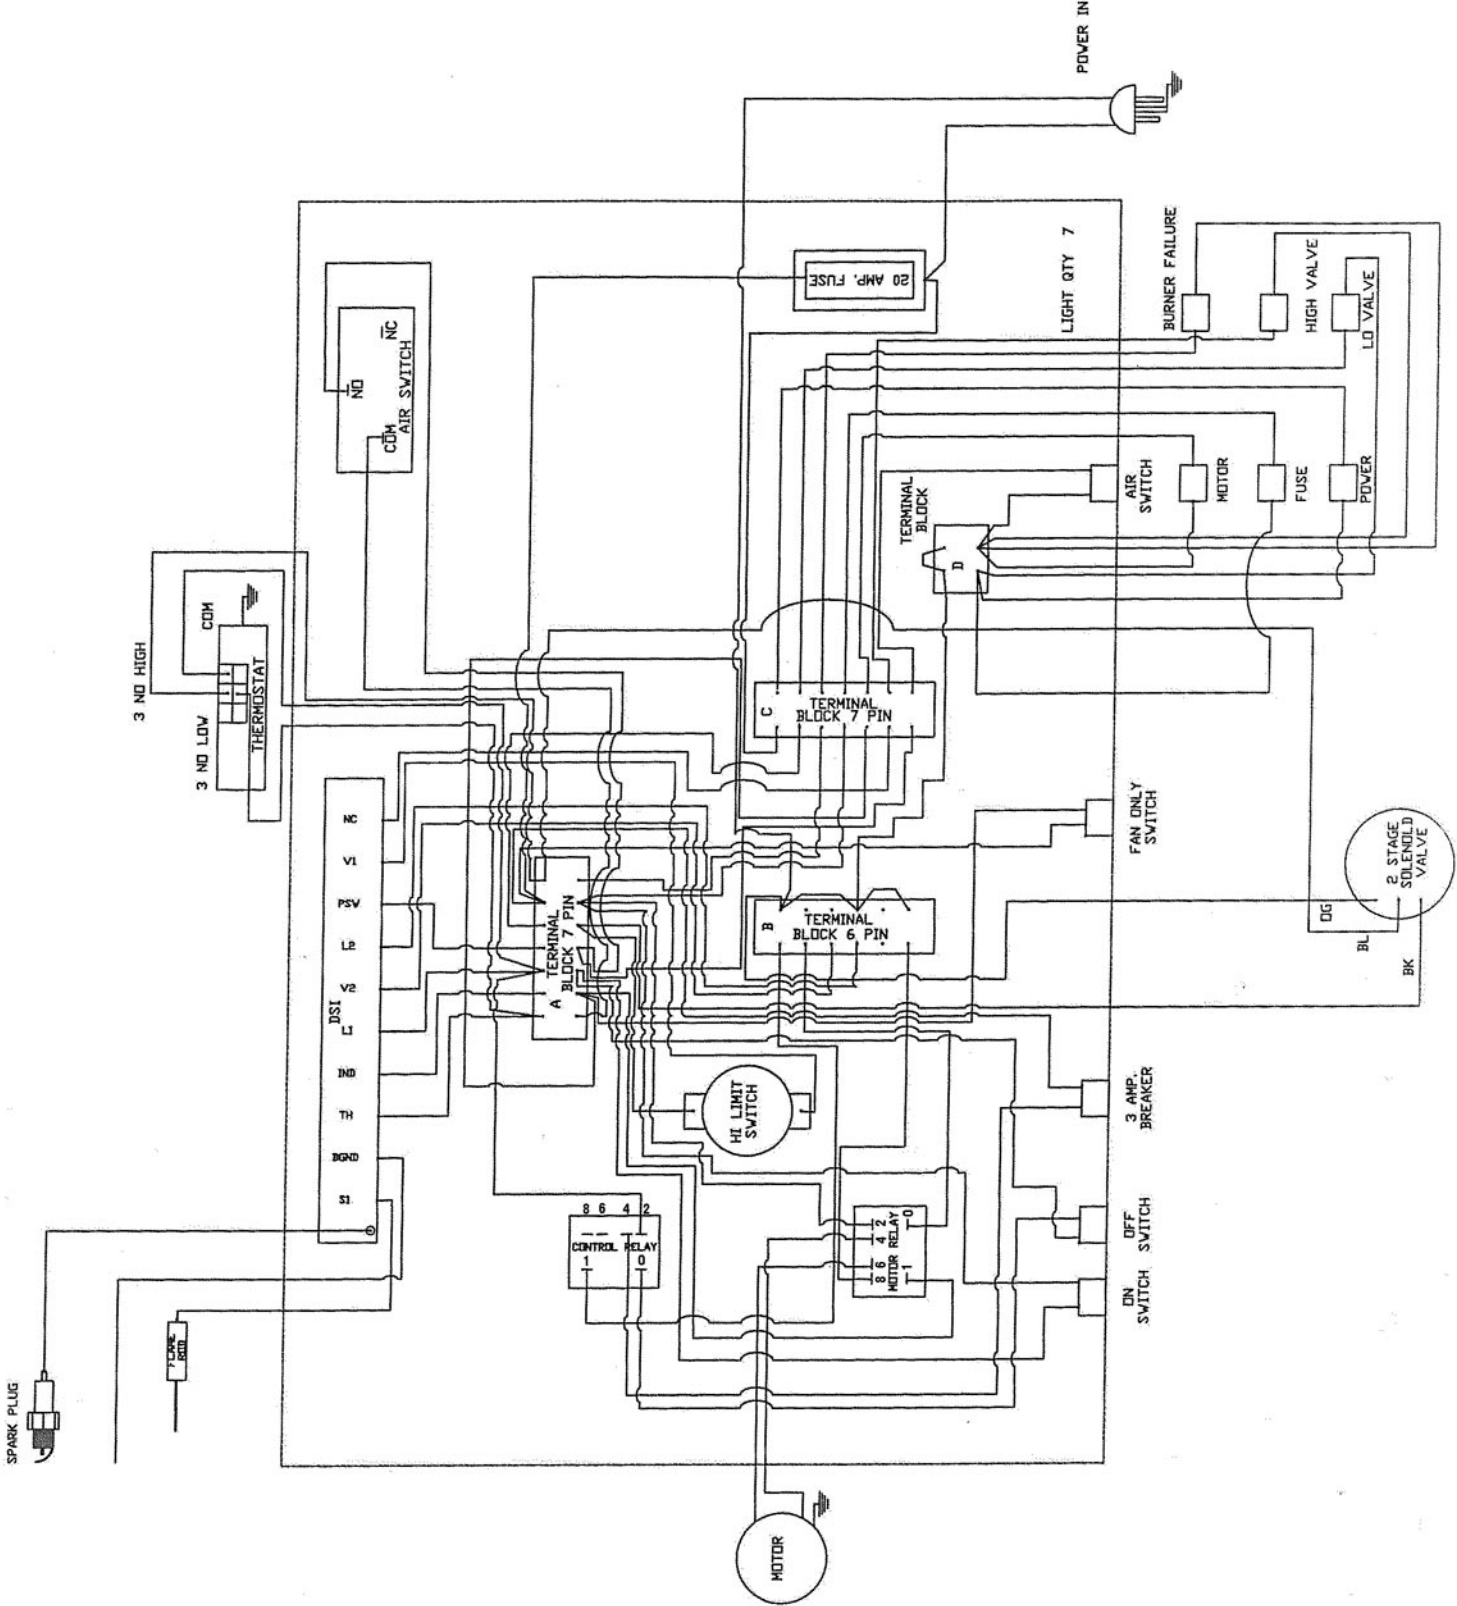 POWER IN
20 AMP. FUSE
LIGHT QTY 7
BURNER FAILURE
HIGH VALVE
LO VALVE
NO
NC
COM
AIR SWITCH
AIR
SWITCH
MOTOR
FUSE
POWER
TERMINAL
BLOCK
D
3 NO HIGH
COM
3 NO LOW
THERMOSTAT
C
TERMINAL
BLOCK 7 PIN
FAN ONLY
SWITCH
2 STAGE
SOLENOILD
VALVE
OG
BL
BK
DSI
NC
V1
PSW
L2
V2
L1
IND
TH
BGND
S1
A
TERMINAL
BLOCK 7 PIN
B
TERMINAL
BLOCK 6 PIN
HI LIMIT
SWITCH
3 AMP.
BREAKER
8 6 4 2
CONTROL RELAY
1 0
2
4
6
8
0
1
MOTOR RELAY
OFF
SWITCH
ON
SWITCH
SPARK PLUG
FLAME
ROD
MOTOR